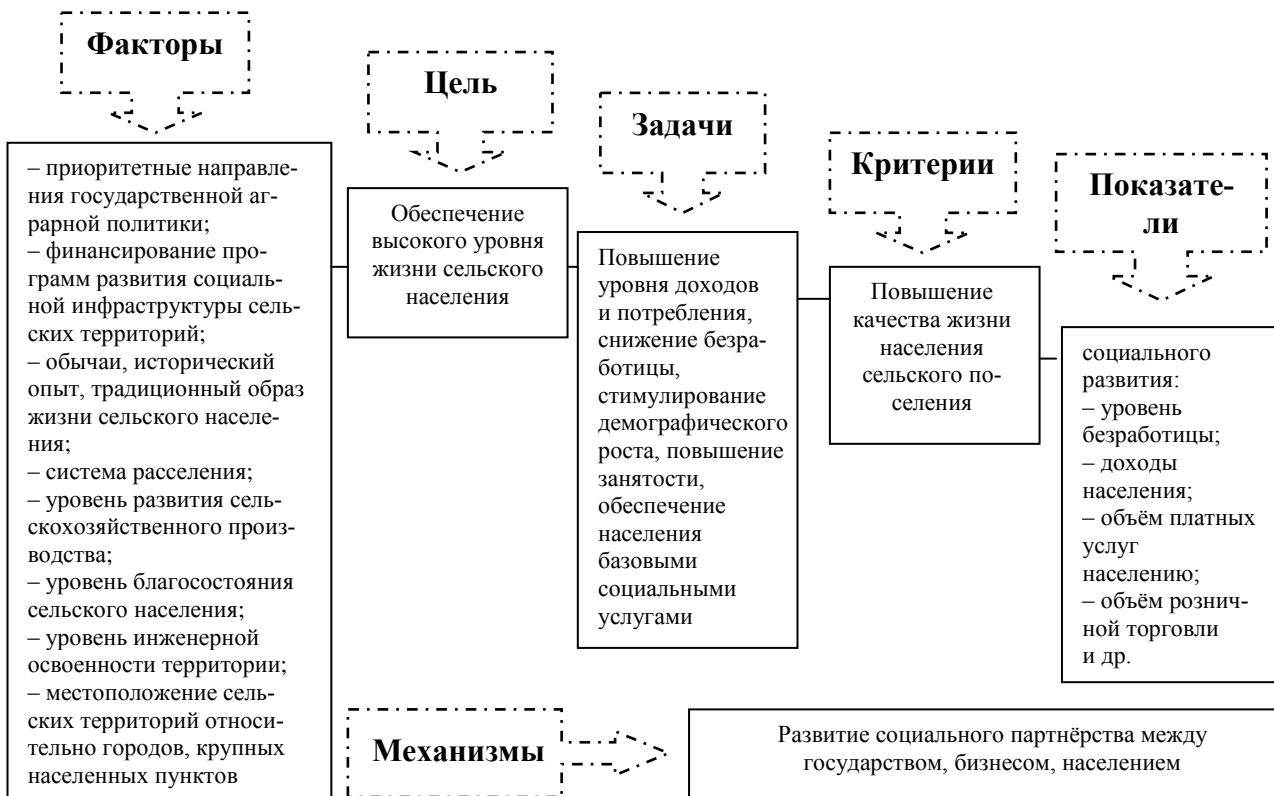 Факторы
– приоритетные направле-
ния государственной аг-
рарной политики;
– финансирование про-
грамм развития социаль-
ной инфраструктуры сель-
ских территорий;
– обычаи, исторический
опыт, традиционный образ
жизни сельского населе-
ния;
– система расселения;
– уровень развития сель-
скохозяйственного произ-
водства;
– уровень благосостояния
сельского населения;
– уровень инженерной
освоенности территории;
– местоположение сель-
ских территорий относи-
тельно городов, крупных
населенных пунктов
Цель
Обеспечение
высокого уровня
жизни сельского
населения
Задачи
Повышение
уровня доходов
и потребления,
снижение безра-
ботицы,
стимулирование
демографического
роста, повышение
занятости,
обеспечение
населения
базовыми
социальными
услугами
Критерии
Повышение
качества жизни
населения
сельского по-
селения
Показате-
ли
социального
развития:
– уровень
безработицы;
– доходы
населения;
– объём платных
услуг
населению;
– объём рознич-
ной торговли
и др.
Механизмы
Развитие социального партнёрства между
государством, бизнесом, населением